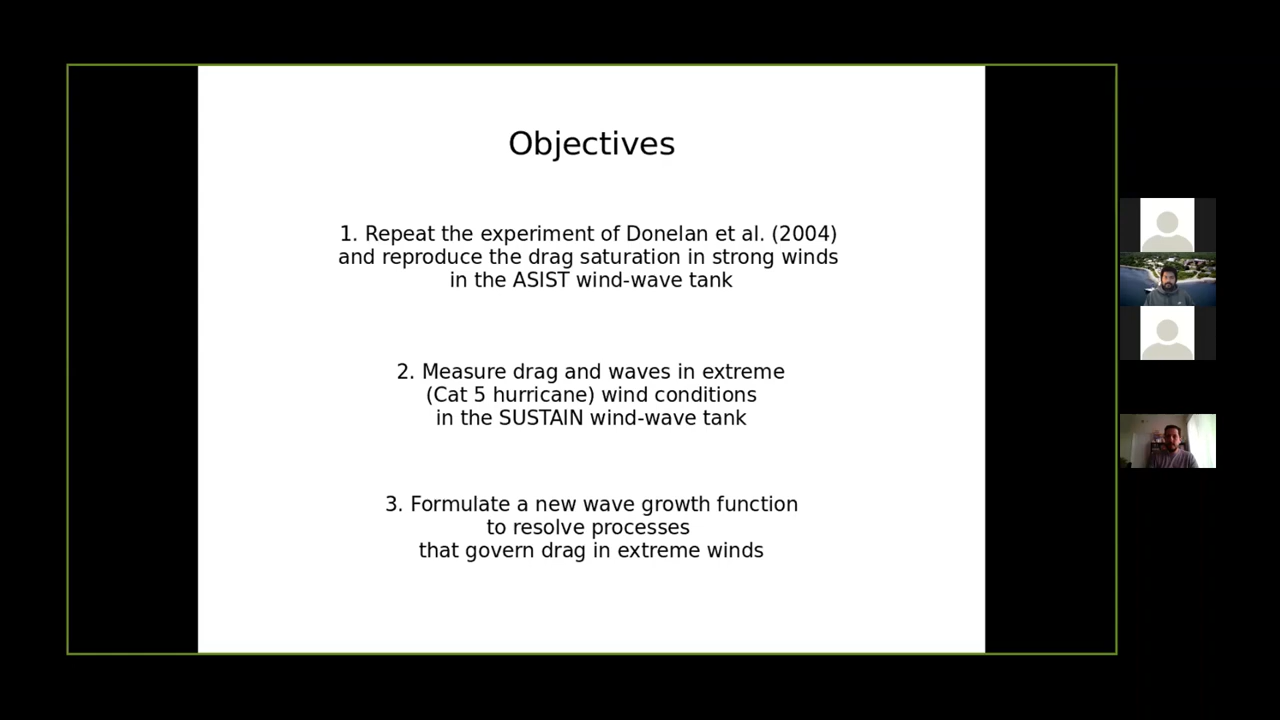 Objectives
1. Repeat the experiment of Donelan et al. (2004)
and reproduce the drag saturation in strong winds
in the ASIST wind-wave tank
2. Measure drag and waves in extreme
(Cat 5 hurricane) wind conditions
in the SUSTAIN wind-wave tank
3. Formulate a new wave growth function
to resolve processes
that govern drag in extreme winds